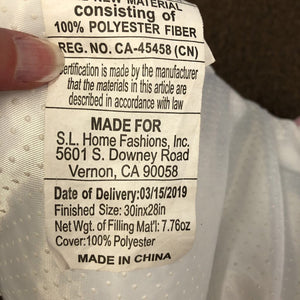 NEW MATERIAL
consisting of
100% POLYESTER FIBER
REG. NO. CA-45458 (CN)
Certification is made by the manufacturer
that the materials in this article are
described in accordance with law
MADE FOR
S.L. Home Fashions, Inc.
5601 S. Downey Road
Vernon, CA 90058
Date of Delivery:03/15/2019
Finished Size:30inx28in
Net Wgt. of Filling Mat'l: 7.76oz
Cover:100% Polyester
MADE IN CHINA